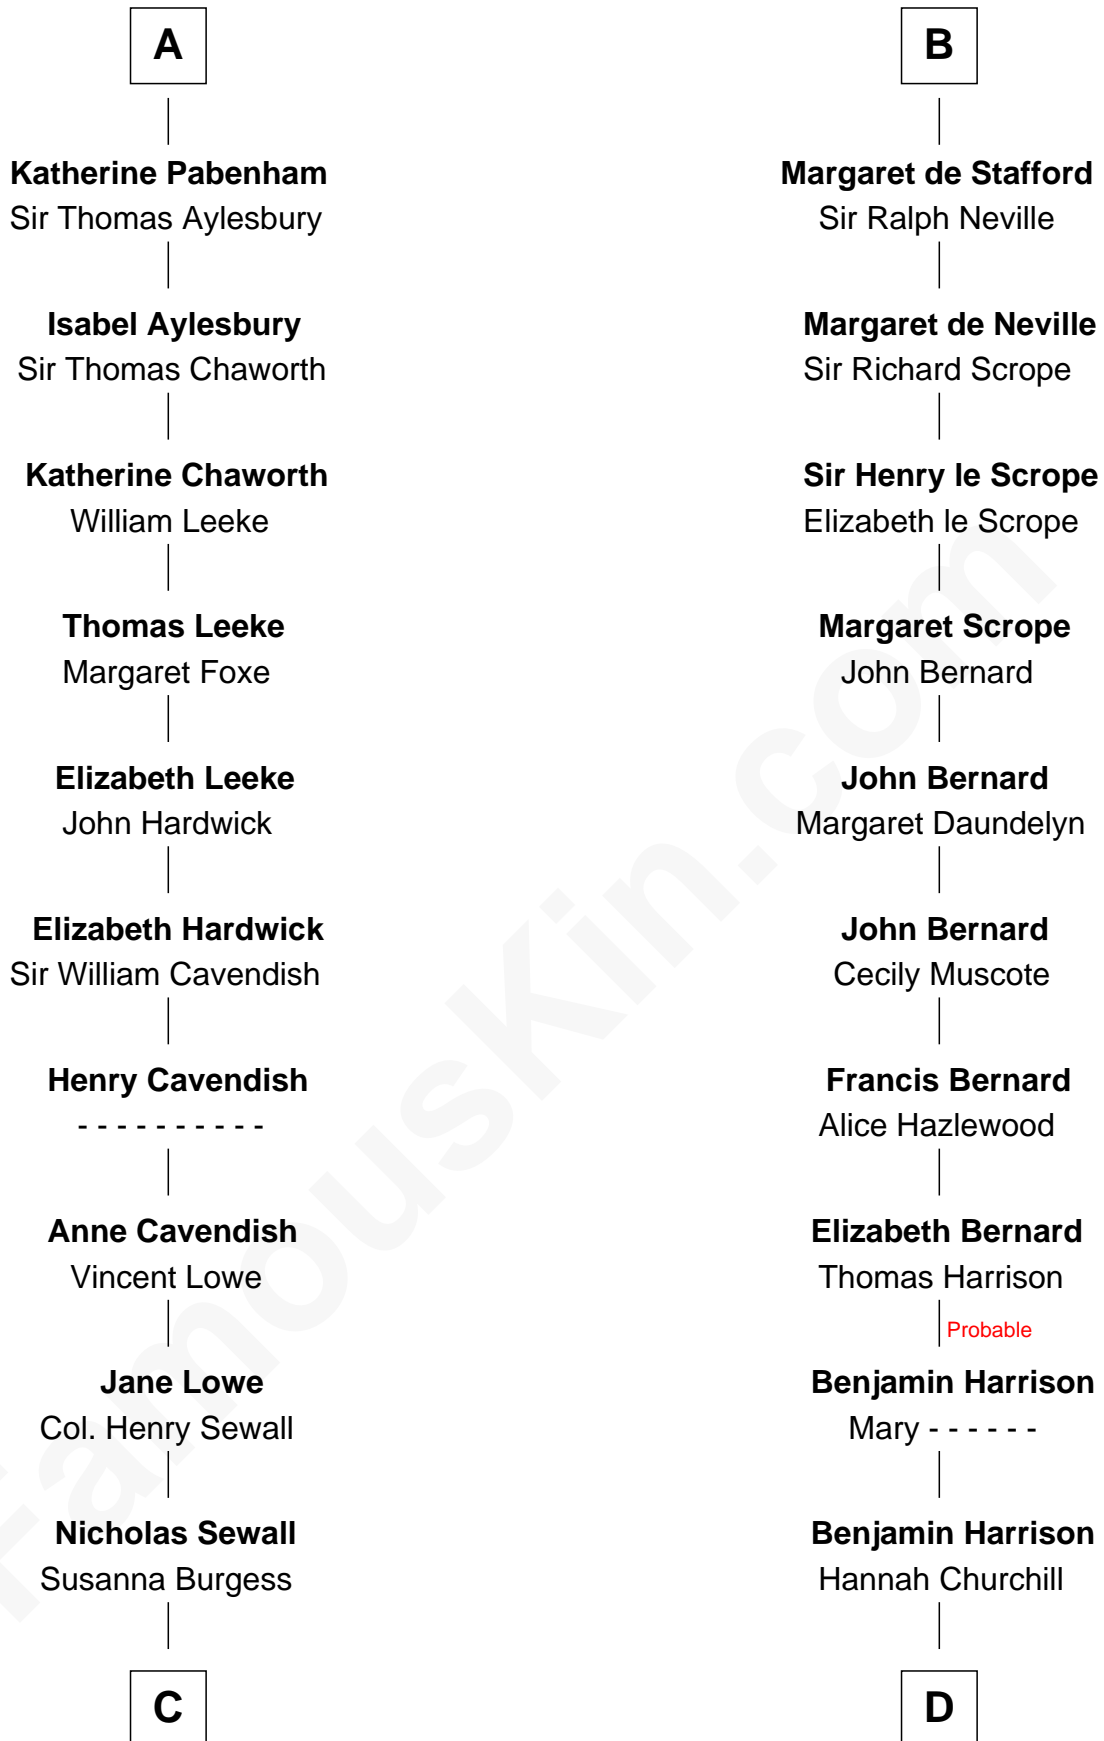 A
Katherine Pabenham
Sir Thomas Aylesbury
Isabel Aylesbury
Sir Thomas Chaworth
Katherine Chaworth
William Leeke
Thomas Leeke
Margaret Foxe
Elizabeth Leeke
John Hardwick
Elizabeth Hardwick
Sir William Cavendish
Henry Cavendish
- - - - - - - - - -
Anne Cavendish
Vincent Lowe
Jane Lowe
Col. Henry Sewall
Nicholas Sewall
Susanna Burgess
C
B
Margaret de Stafford
Sir Ralph Neville
Margaret de Neville
Sir Richard Scrope
Sir Henry le Scrope
Elizabeth le Scrope
Margaret Scrope
John Bernard
John Bernard
Margaret Daundelyn
John Bernard
Cecily Muscote
Francis Bernard
Alice Hazlewood
Elizabeth Bernard
Thomas Harrison
Probable
Benjamin Harrison
Mary - - - - - -
Benjamin Harrison
Hannah Churchill
D
FamousKin.com